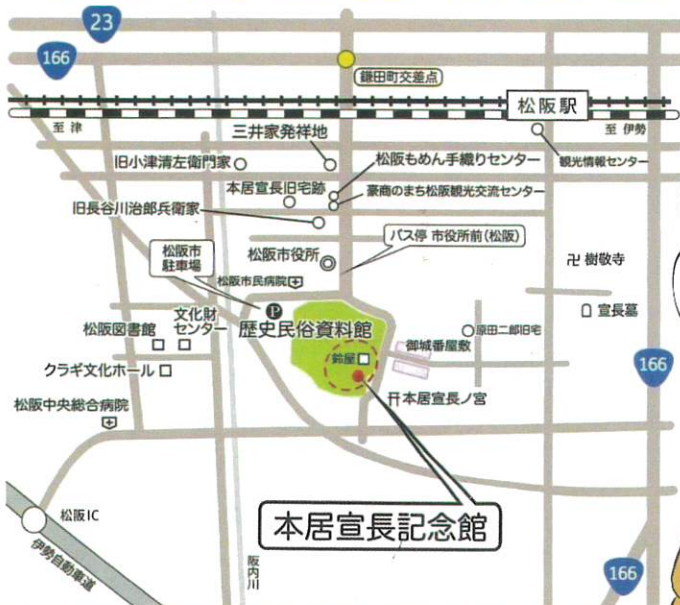 23
166
鎌田町交差点
松阪駅
至 津
至 伊勢
三井家発祥地
観光情報センター
旧小津清左衛門家
松阪もめん手織りセンター
本居宣長旧宅跡
豪商のまち松阪観光交流センター
旧長谷川治郎兵衛家
バス停 市役所前(松阪)
松阪市
駐車場
松阪市役所
卍 樹敬寺
松阪市民病院
宣長墓
P
文化財
センター
歴史民俗資料館
原田二郎旧宅
松阪図書館
御城番屋敷
鈴屋
166
クラギ文化ホール
本居宣長ノ宮
松阪中央総合病院
本居宣長記念館
松阪IC
伊勢自動車道
阪内川
166